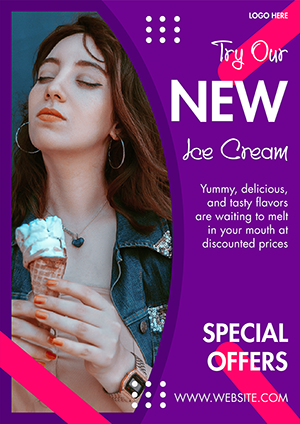 LOGO HERE
Try Our
NEW
Ice Cream
Yummy, delicious,
and tasty flavors
are waiting to melt
in your mouth at
discounted prices
SPECIAL
OFFERS
WWW.WEBSITE.COM